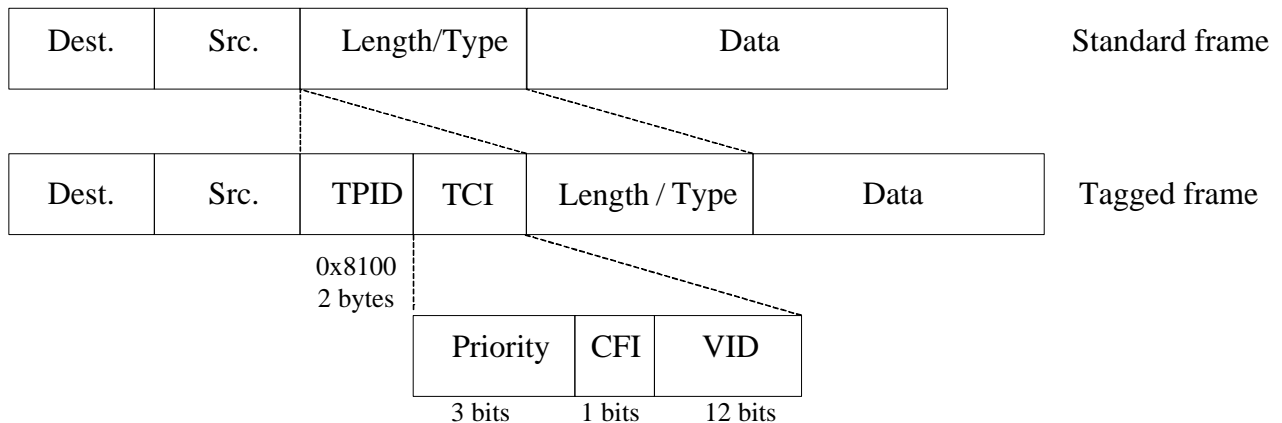 Dest. Src. Length/Type Data Standard frame
Dest. Src. TPID TCI Length / Type Data Tagged frame
0x8100
2 bytes
Priority CFI VID
3 bits 1 bits 12 bits